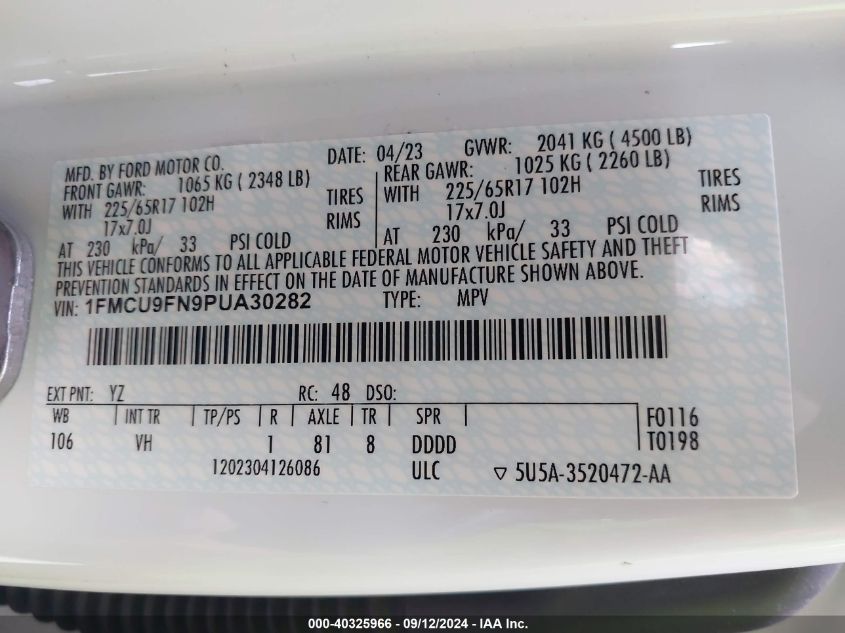 MFD. BY FORD MOTOR CO. DATE: 04/23 GVWR: 2041 KG ( 4500 LB)
FRONT GAWR: 1065 KG ( 2348 LB) REAR GAWR: 1025 KG ( 2260 LB)
WITH 225/65R17 102H TIRES WITH 225/65R17 102H TIRES
17x7.0J RIMS 17x7.0J RIMS
AT 230 kPa/ 33 PSI COLD AT 230 kPa/ 33 PSI COLD
THIS VEHICLE CONFORMS TO ALL APPLICABLE FEDERAL MOTOR VEHICLE SAFETY AND THEFT
PREVENTION STANDARDS IN EFFECT ON THE DATE OF MANUFACTURE SHOWN ABOVE.
VIN: 1FMCU9FN9PUA30282 TYPE: MPV
EXT PNT: YZ RC: 48 DSO:
WB INT TR TP/PS R AXLE TR SPR F0116
106 VH 1 81 8 DDDD T0198
1202304126086 ULC ▽ 5U5A-3520472-AA
000-40325966 - 09/12/2024 - IAA Inc.